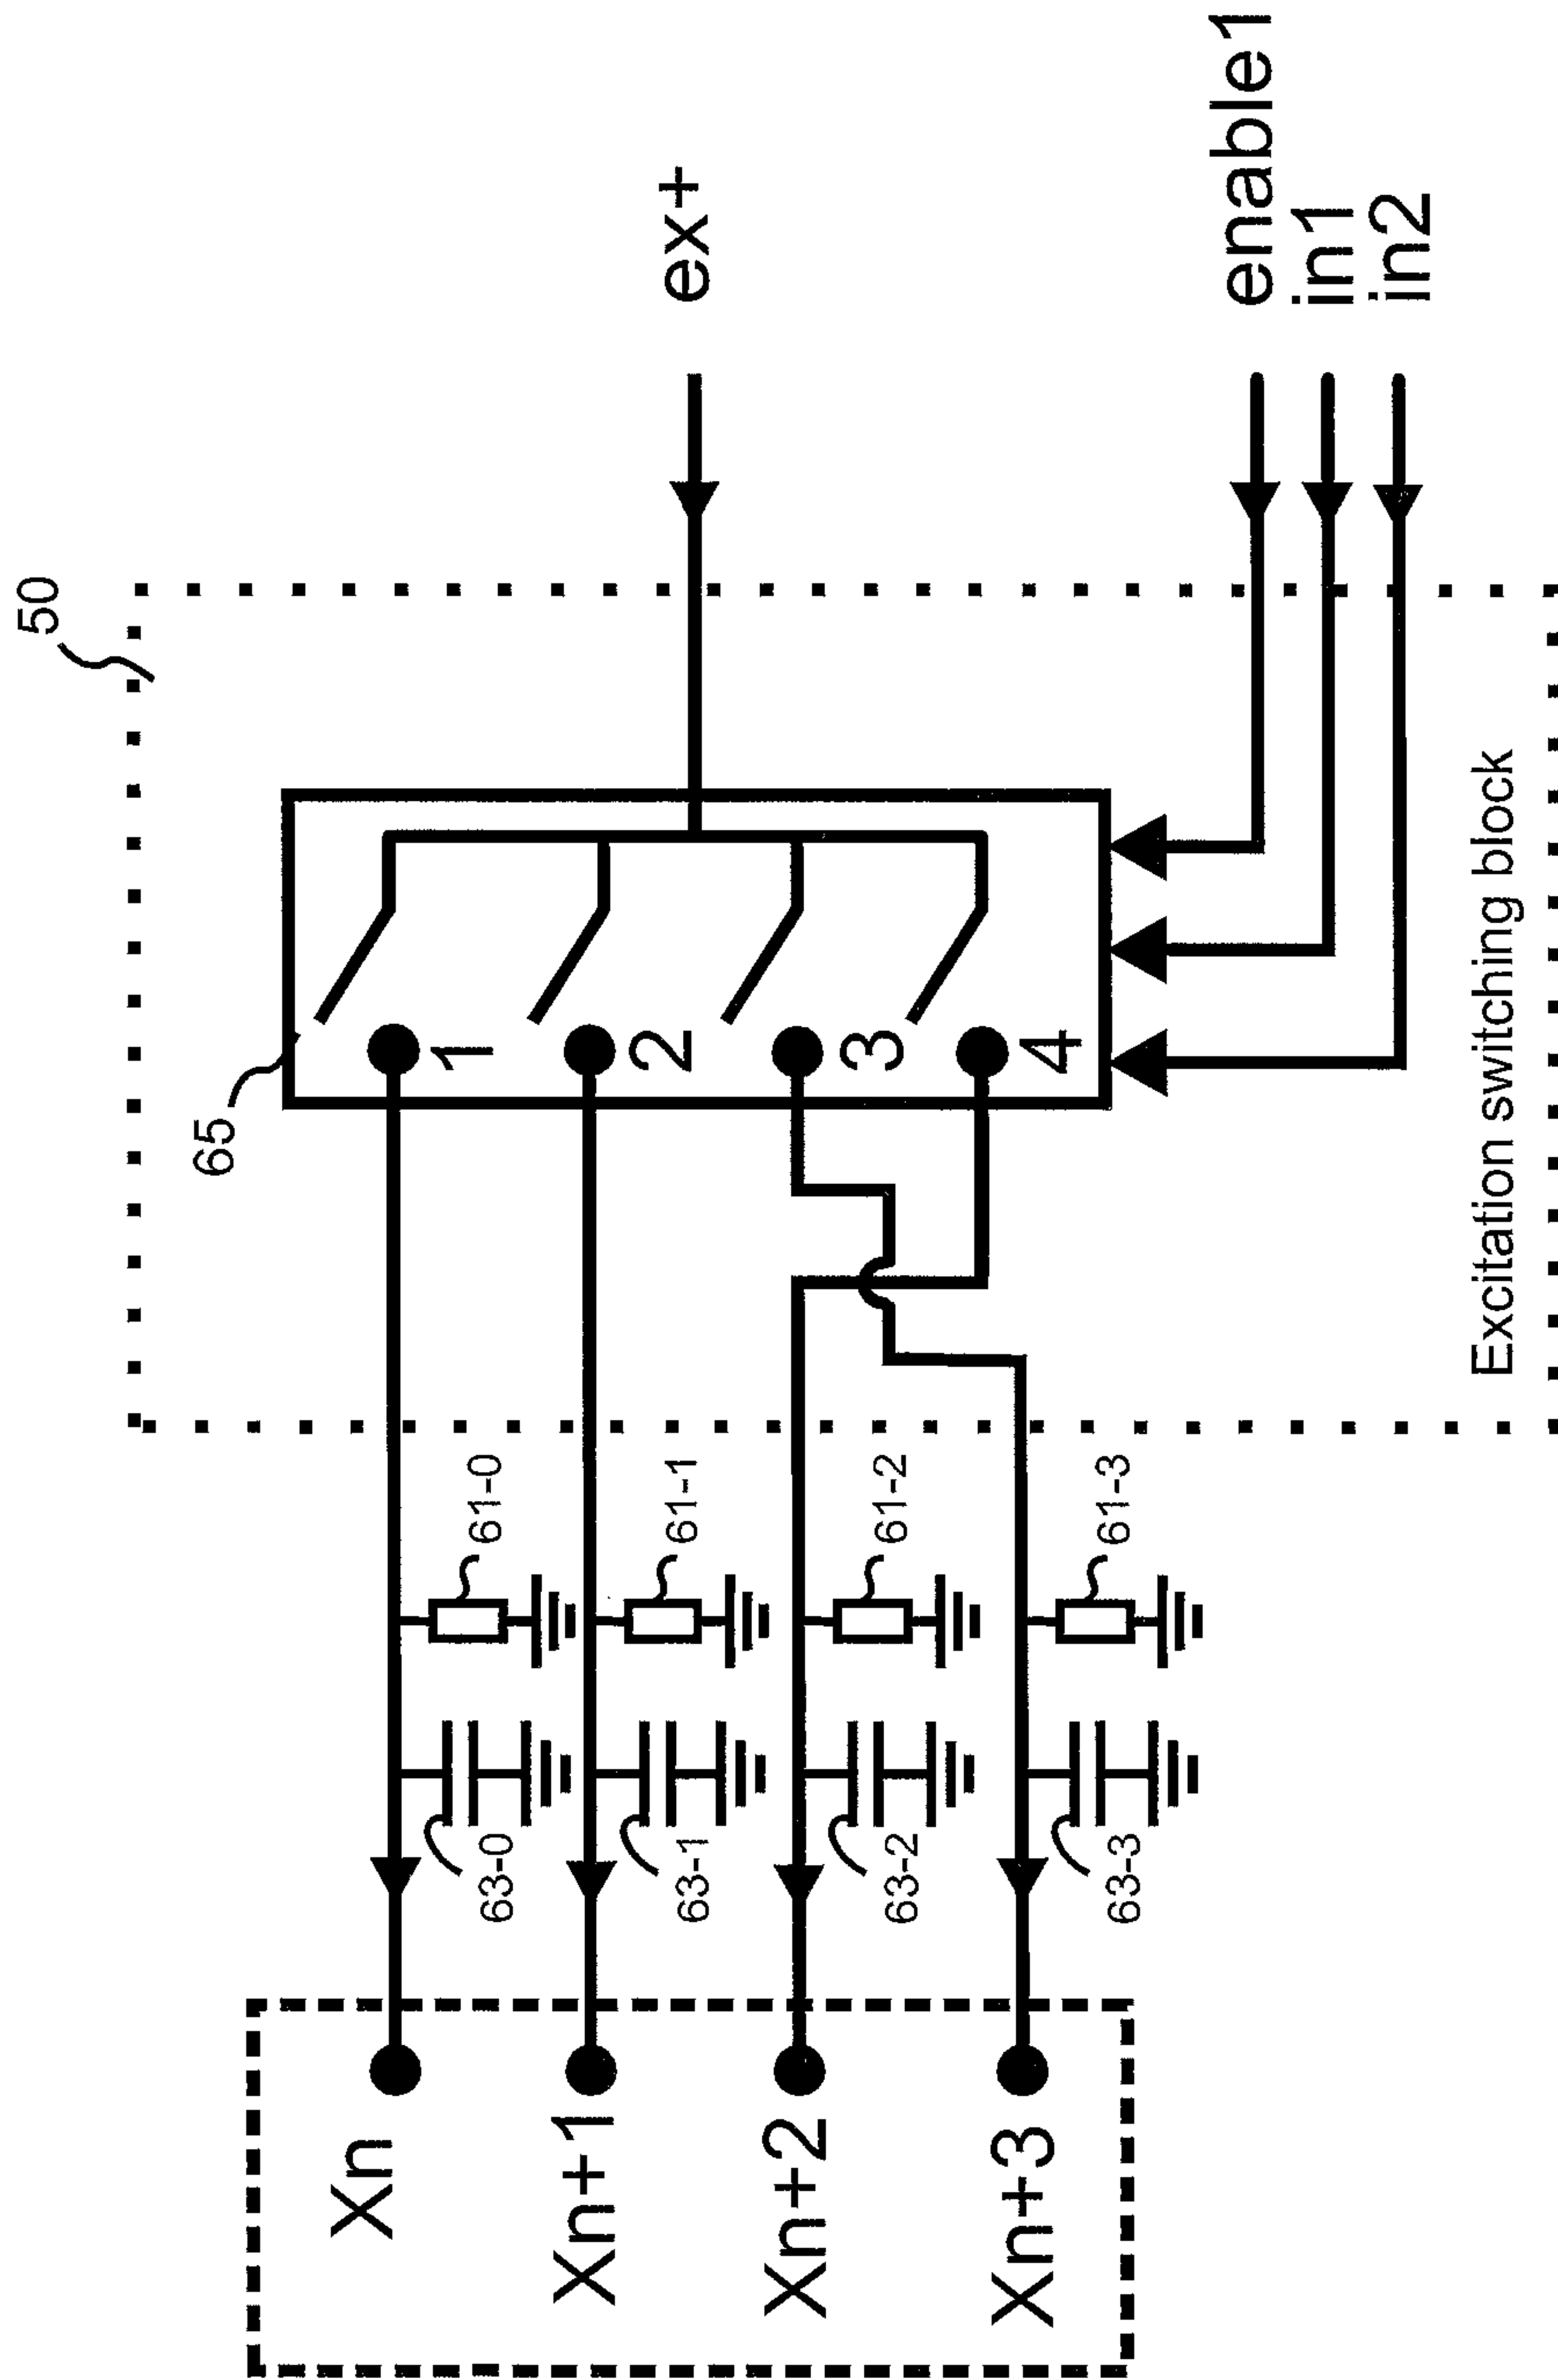 50
65
ex+
enable1
in1
in2
1
2
3
4
61-0
61-1
61-2
61-3
63-0
63-1
63-2
63-3
Xn
Xn+1
Xn+2
Xn+3
Excitation switching block